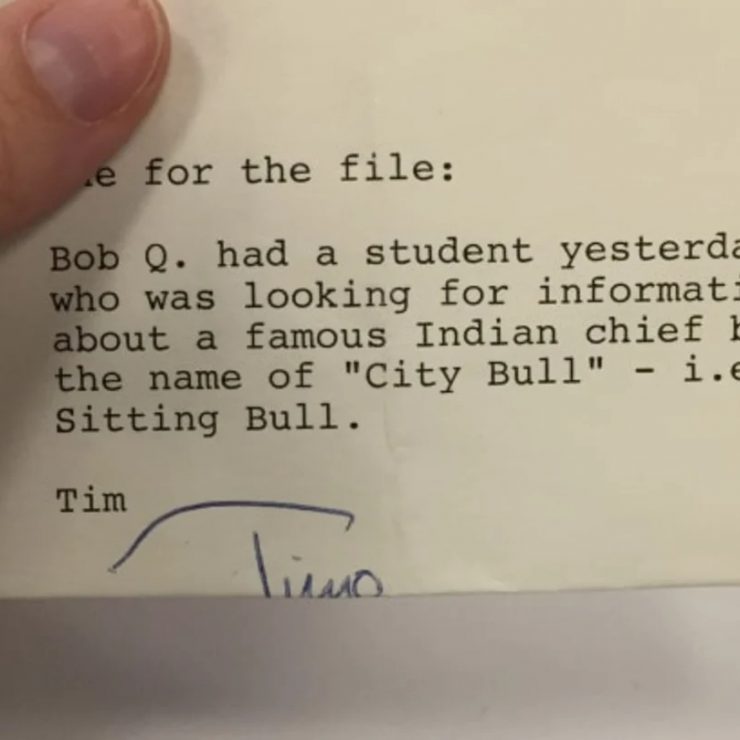 for the file:
Bob Q. had a student
who was looking for
about a famous Indian chief
the name of "City Bull" -
Sitting Bull.
Tim